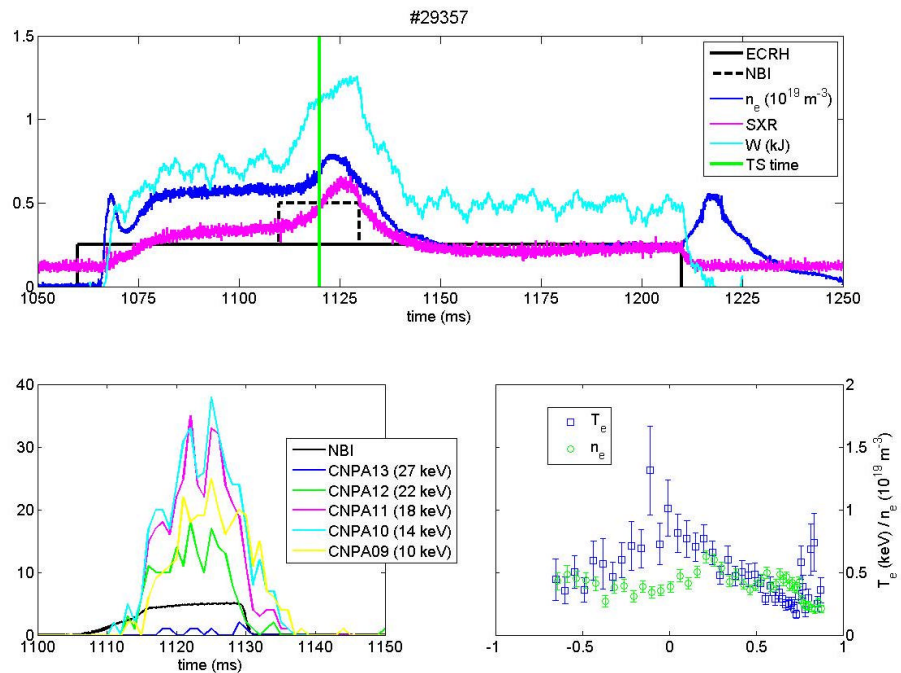 #29357
1.5
1
0.5
0
ECRH
NBI
n_e (10^19 m^-3)
SXR
W (kJ)
TS time
1050 1075 1100 1125 1150 1175 1200 1225 1250
time (ms)
40
30
20
10
0
NBI
CNPA13 (27 keV)
CNPA12 (22 keV)
CNPA11 (18 keV)
CNPA10 (14 keV)
CNPA09 (10 keV)
1100 1110 1120 1130 1140 1150
time (ms)
T_e
n_e
2
1.5
1
0.5
0
T_e (keV) / n_e (10^19 m^-3)
-1 -0.5 0 0.5 1